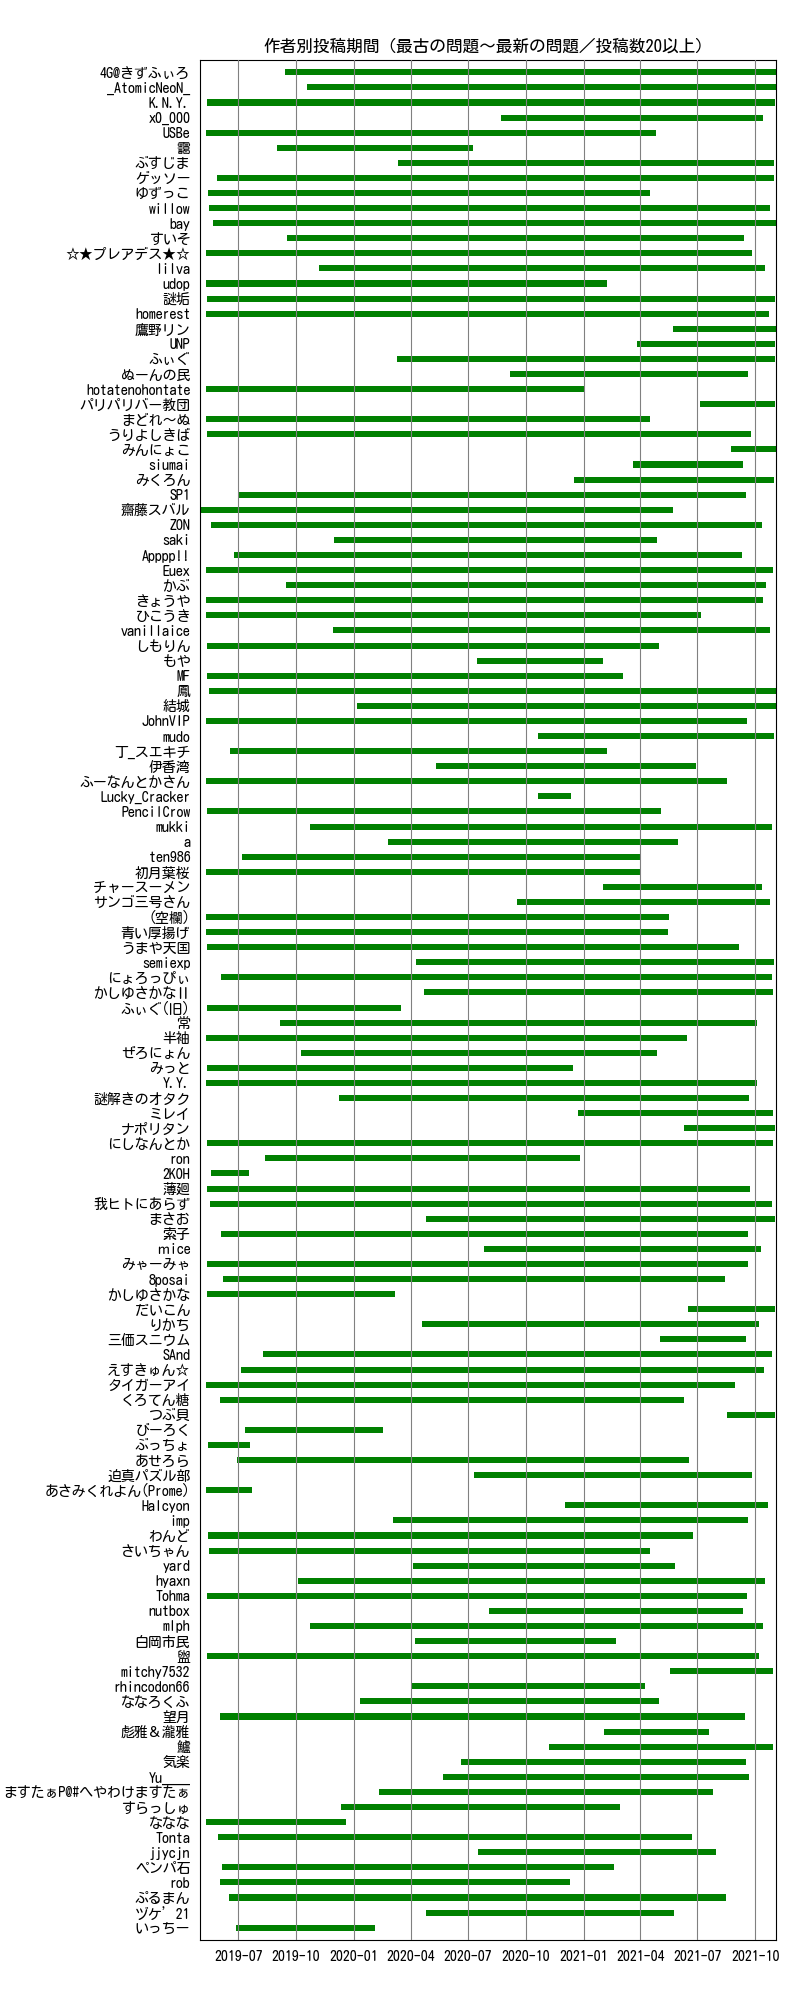 作者別投稿期間（最古の問題～最新の問題／投稿数20以上）
4G@きずふぃろ
_AtomicNeoN_
K.N.Y.
xO_OOO
USBe
靐
ぶすじま
ゲッソー
ゆずっこ
willow
bay
すいそ
☆★プレアデス★☆
lilva
udop
謎垢
homerest
鷹野リン
UNP
ふぃぐ
ぬーんの民
hotatenohontate
バリバリバー教団
まどれ～ぬ
うりよしきば
みんにょこ
siumai
みくろん
SP1
齋藤スバル
ZON
saki
Appppll
Euex
かぶ
きょうや
ひこうき
vanillaice
しもりん
もや
MF
鳳
結城
JohnVIP
mudo
丁_スエキチ
伊香湾
ふーなんとかさん
Lucky_Cracker
PencilCrow
mukki
a
ten986
初月葉桜
チャースーメン
サンゴ三号さん
(空欄)
青い厚揚げ
うまや天国
semiexp
にょろっぴぃ
かしゆさかなⅡ
ふぃぐ(旧)
常
半袖
ぜろにょん
みっと
Y.Y.
謎解きのオタク
ミレイ
ナポリタン
にしなんとか
ron
2KOH
薄廻
我ヒトにあらず
まさお
索子
mice
みゃーみゃ
8posai
かしゆさかな
だいこん
りかち
三価スニウム
SAnd
えすきゅん☆
タイガーアイ
くろてん糖
つぶ貝
びーろく
ぶっちょ
あせろら
迫真パズル部
あさみくれよん(Prome)
Halcyon
imp
わんど
さいちゃん
yard
hyaxn
Tohma
nutbox
mlph
白岡市民
盥
mitchy7532
rhincodon66
ななろくふ
望月
彪雅＆瀧雅
鱸
気楽
Yu____
ますたぁP@#へやわけますたぁ
すらっしゅ
ななな
Tonta
jjycjn
ペンパ石
rob
ぷるまん
ヅケ’21
いっちー
2019-07 2019-10 2020-01 2020-04 2020-07 2020-10 2021-01 2021-04 2021-07 2021-10